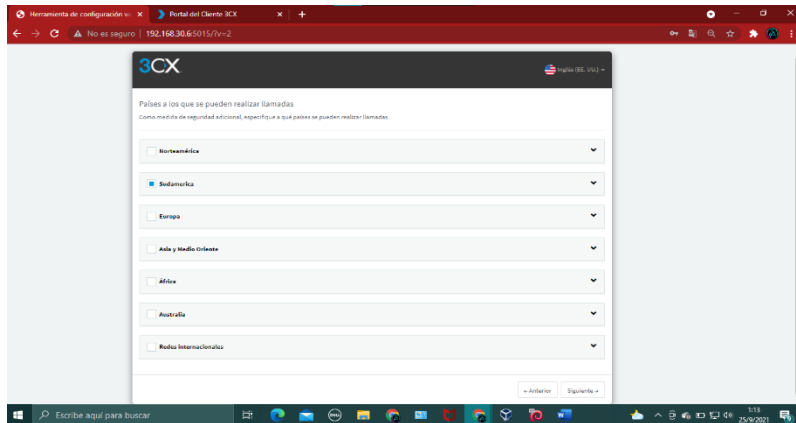 Herramienta de configuración we
Portal del Cliente 3CX
No es seguro | 192.168.30.6:5015/?v=2
3CX
Inglés (EE. UU.)
Países a los que se pueden realizar llamadas
Como medida de seguridad adicional, especifique a qué países se pueden realizar llamadas.
Norteamérica
Sudamerica
Europa
Asia y Medio Oriente
África
Australia
Redes internacionales
← Anterior
Siguiente →
Escribe aquí para buscar
DELL
1:13
25/9/2021